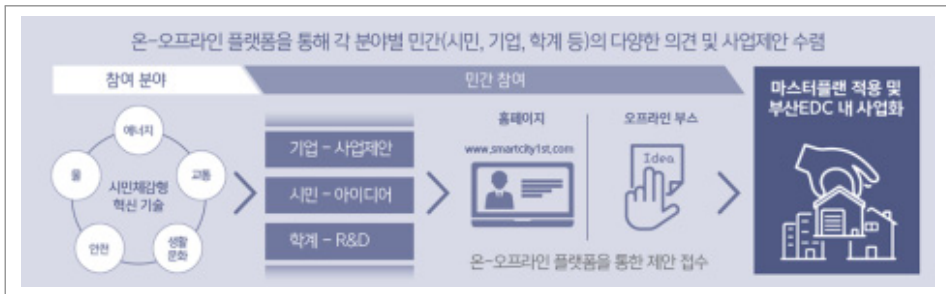 온-오프라인 플랫폼을 통해 각 분야별 민간(시민, 기업, 학계 등)의 다양한 의견 및 사업제안 수렴
참여 분야
민간 참여
마스터플랜 적용 및
부산EDC 내 사업화
에너지
물
교통
시민체감형
혁신 기술
안전
생활
문화
기업 - 사업제안
시민 - 아이디어
학계 - R&D
홈페이지
www.smartcity1st.com
오프라인 부스
Idea
온-오프라인 플랫폼을 통한 제안 접수